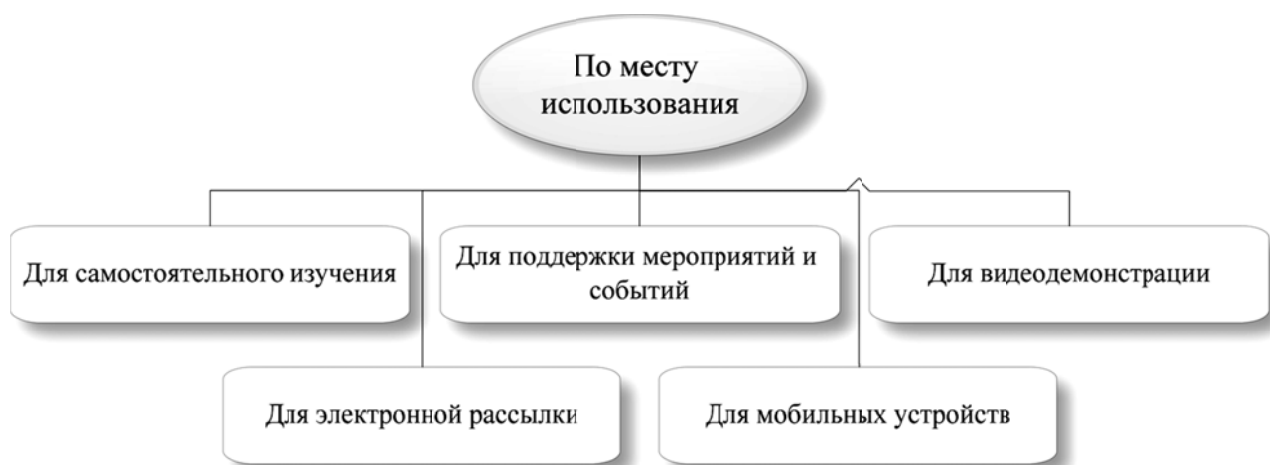 По месту
использования
Для самостоятельного изучения
Для поддержки мероприятий и
событий
Для видеодемонстрации
Для электронной рассылки
Для мобильных устройств